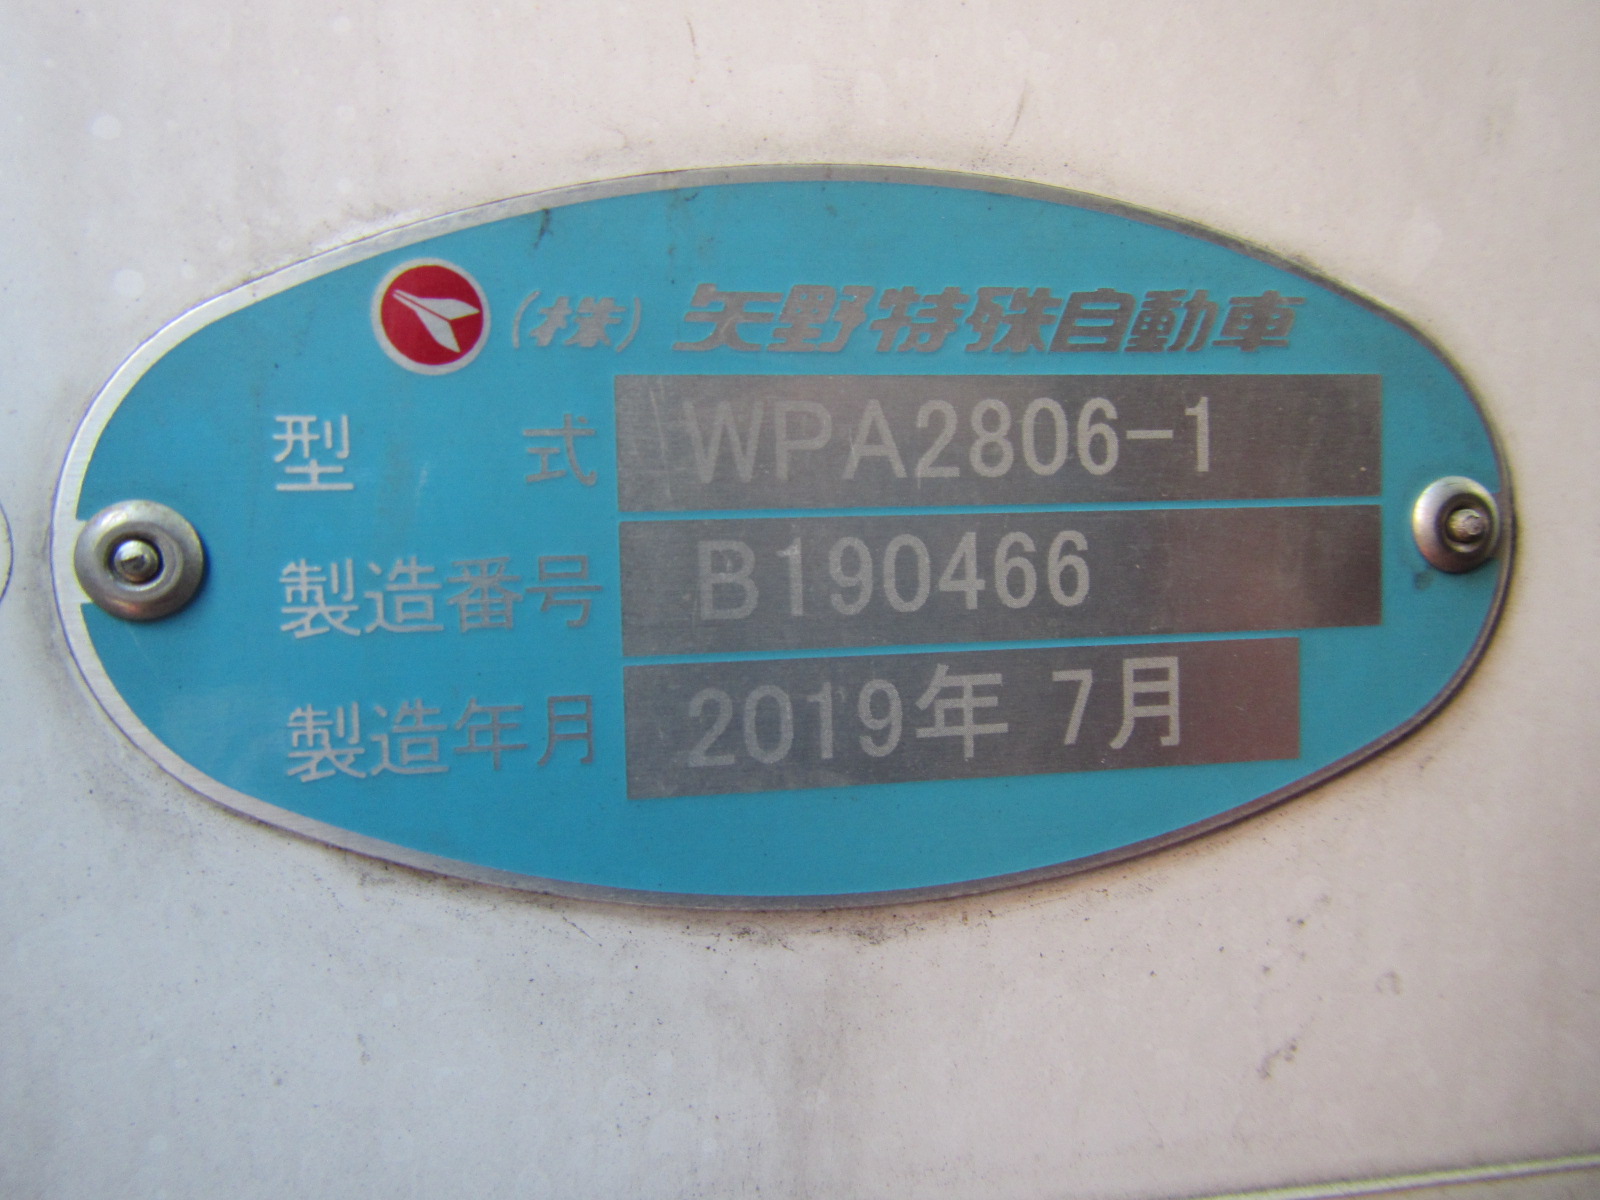 (株)矢野特殊自動車
型式 WPA2806-1
製造番号 B190466
製造年月 2019年 7月